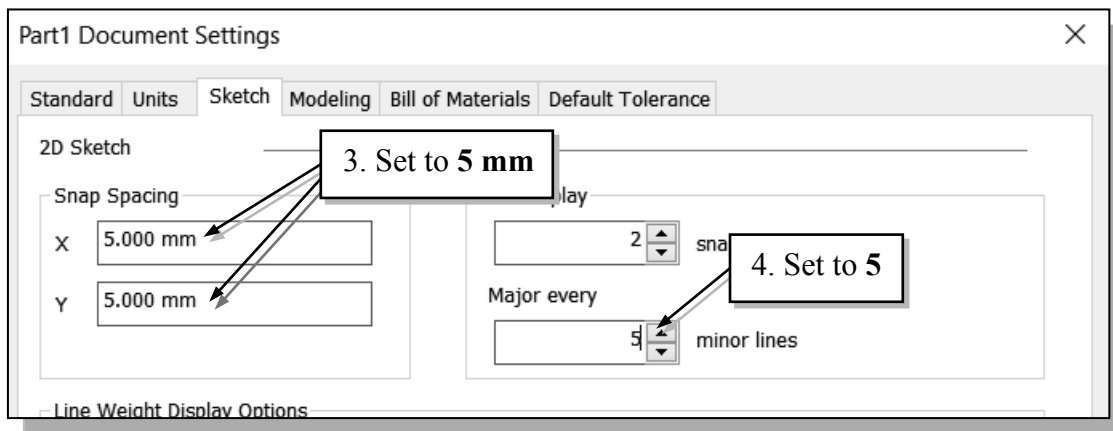 Part1 Document Settings
Standard Units Sketch Modeling Bill of Materials Default Tolerance
2D Sketch
3. Set to 5 mm
Snap Spacing
X 5.000 mm
2
4. Set to 5
Y 5.000 mm
Major every
5 minor lines
Line Weight Display Options